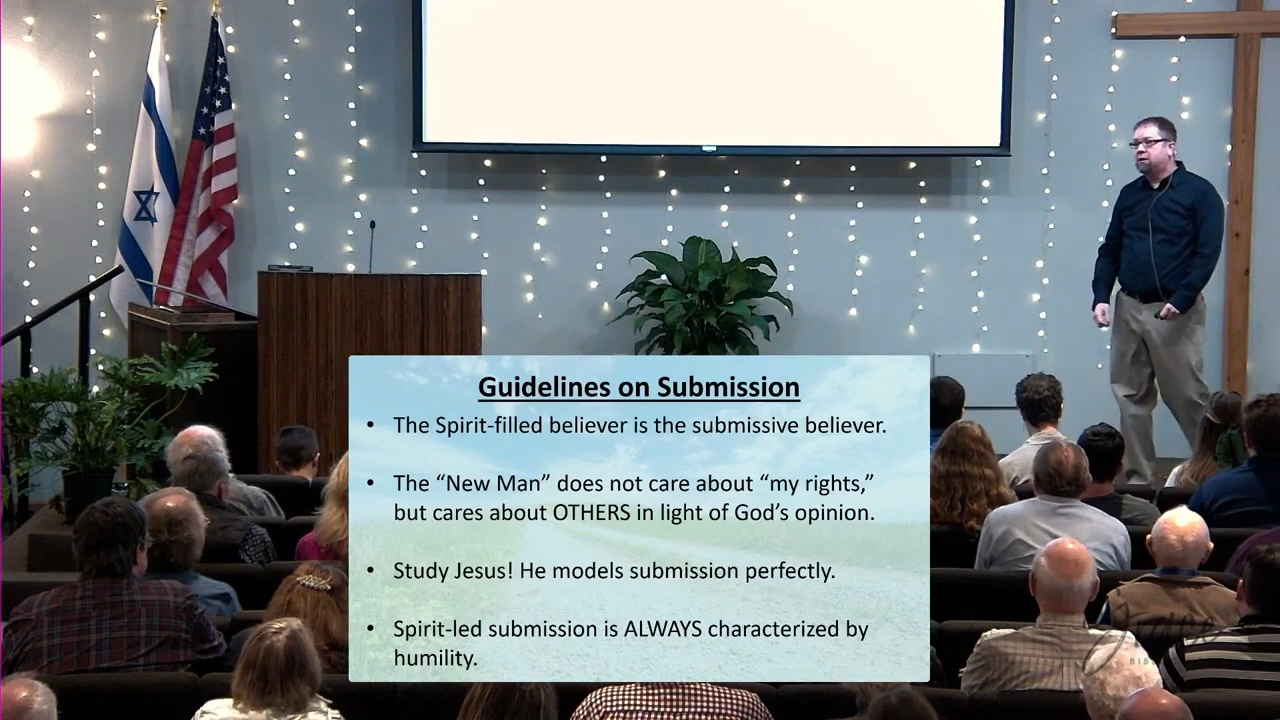 Guidelines on Submission
• The Spirit-filled believer is the submissive believer.
• The “New Man” does not care about “my rights,”
but cares about OTHERS in light of God’s opinion.
• Study Jesus! He models submission perfectly.
• Spirit-led submission is ALWAYS characterized by
humility.
Grace